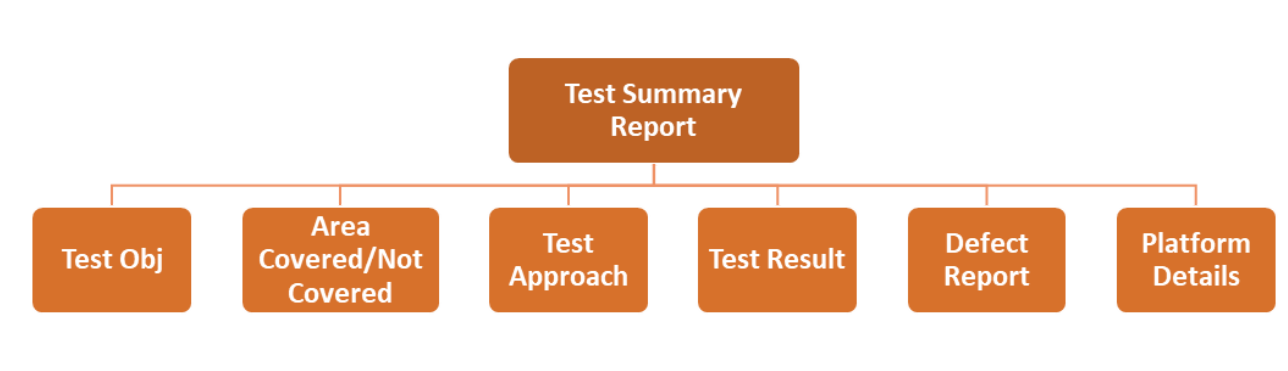 Test Summary
Report
Test Obj
Area
Covered/Not
Covered
Test
Approach
Test Result
Defect
Report
Platform
Details